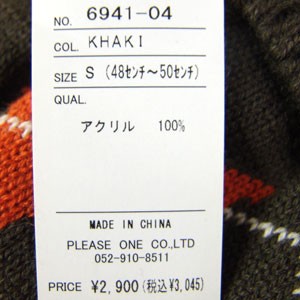 NO. 6941-04
COL. KHAKI
SIZE S (48センチ～50センチ)
QUAL.
アクリル 100%
MADE IN CHINA
PLEASE ONE CO.,LTD
052-910-8511
PRICE ¥2,900(税込¥3,045)